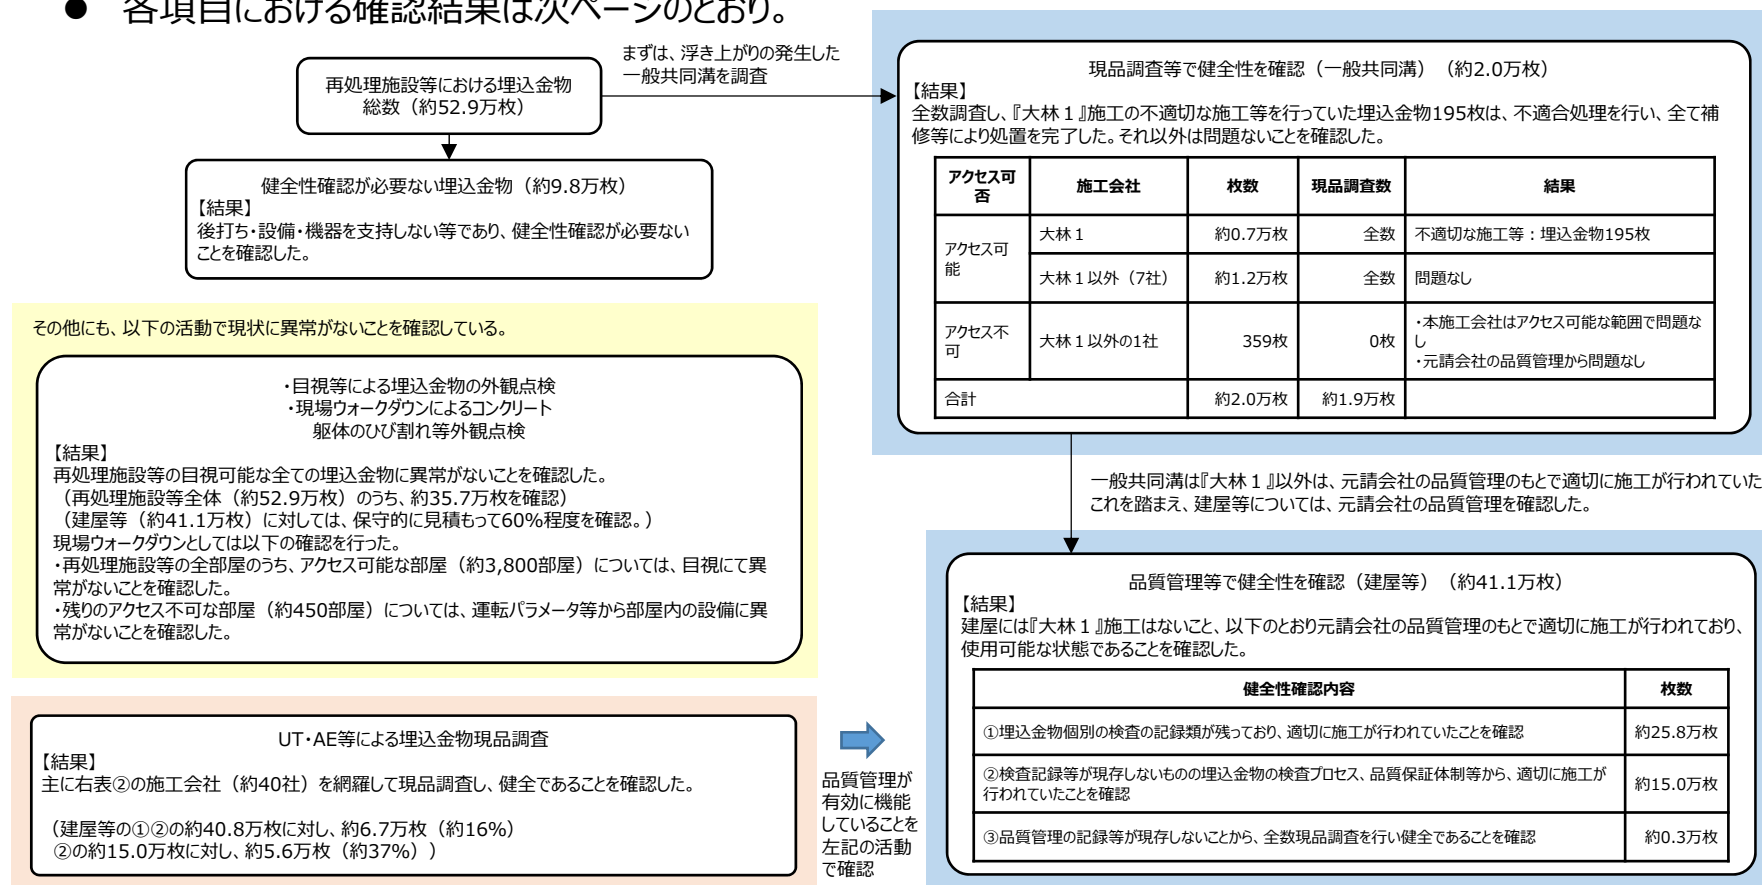 ● 各項目における確認結果は次ページのとおり。
再処理施設等における埋込金物
総数（約52.9万枚）
まずは、浮き上がりの発生した
一般共同溝を調査
健全性確認が必要ない埋込金物（約9.8万枚）
【結果】
後打ち・設備・機器を支持しない等であり、健全性確認が必要ない
ことを確認した。
現品調査等で健全性を確認（一般共同溝）（約2.0万枚）
【結果】
全数調査し、『大林１』施工の不適切な施工等を行っていた埋込金物195枚は、不適合処理を行い、全て補
修等により処置を完了した。それ以外は問題ないことを確認した。
アクセス可
否
施工会社
枚数
現品調査数
結果
アクセス可
能
大林１
約0.7万枚
全数
不適切な施工等：埋込金物195枚
大林１以外（7社）
約1.2万枚
全数
問題なし
アクセス不
可
大林１以外の1社
359枚
0枚
・本施工会社はアクセス可能な範囲で問題な
し
・元請会社の品質管理から問題なし
合計
約2.0万枚
約1.9万枚
一般共同溝は『大林１』以外は、元請会社の品質管理のもとで適切に施工が行われていた
これを踏まえ、建屋等については、元請会社の品質管理を確認した。
その他にも、以下の活動で現状に異常がないことを確認している。
・目視等による埋込金物の外観点検
・現場ウォークダウンによるコンクリート
躯体のひび割れ等外観点検
【結果】
再処理施設等の目視可能な全ての埋込金物に異常がないことを確認した。
（再処理施設等全体（約52.9万枚）のうち、約35.7万枚を確認）
（建屋等（約41.1万枚）に対しては、保守的に見積もって60%程度を確認。）
現場ウォークダウンとしては以下の確認を行った。
・再処理施設等の全部屋のうち、アクセス可能な部屋（約3,800部屋）については、目視にて異
常がないことを確認した。
・残りのアクセス不可な部屋（約450部屋）については、運転パラメータ等から部屋内の設備に異
常がないことを確認した。
品質管理等で健全性を確認（建屋等）（約41.1万枚）
【結果】
建屋には『大林１』施工はないこと、以下のとおり元請会社の品質管理のもとで適切に施工が行われており、
使用可能な状態であることを確認した。
健全性確認内容
枚数
①埋込金物個別の検査の記録類が残っており、適切に施工が行われていたことを確認
約25.8万枚
②検査記録等が現存しないものの埋込金物の検査プロセス、品質保証体制等から、適切に施工が
行われていたことを確認
約15.0万枚
③品質管理の記録等が現存しないことから、全数現品調査を行い健全であることを確認
約0.3万枚
UT・AE等による埋込金物現品調査
【結果】
主に右表②の施工会社（約40社）を網羅して現品調査し、健全であることを確認した。
（建屋等の①②の約40.8万枚に対し、約6.7万枚（約16%）
②の約15.0万枚に対し、約5.6万枚（約37%））
品質管理が
有効に機能
していることを
左記の活動
で確認